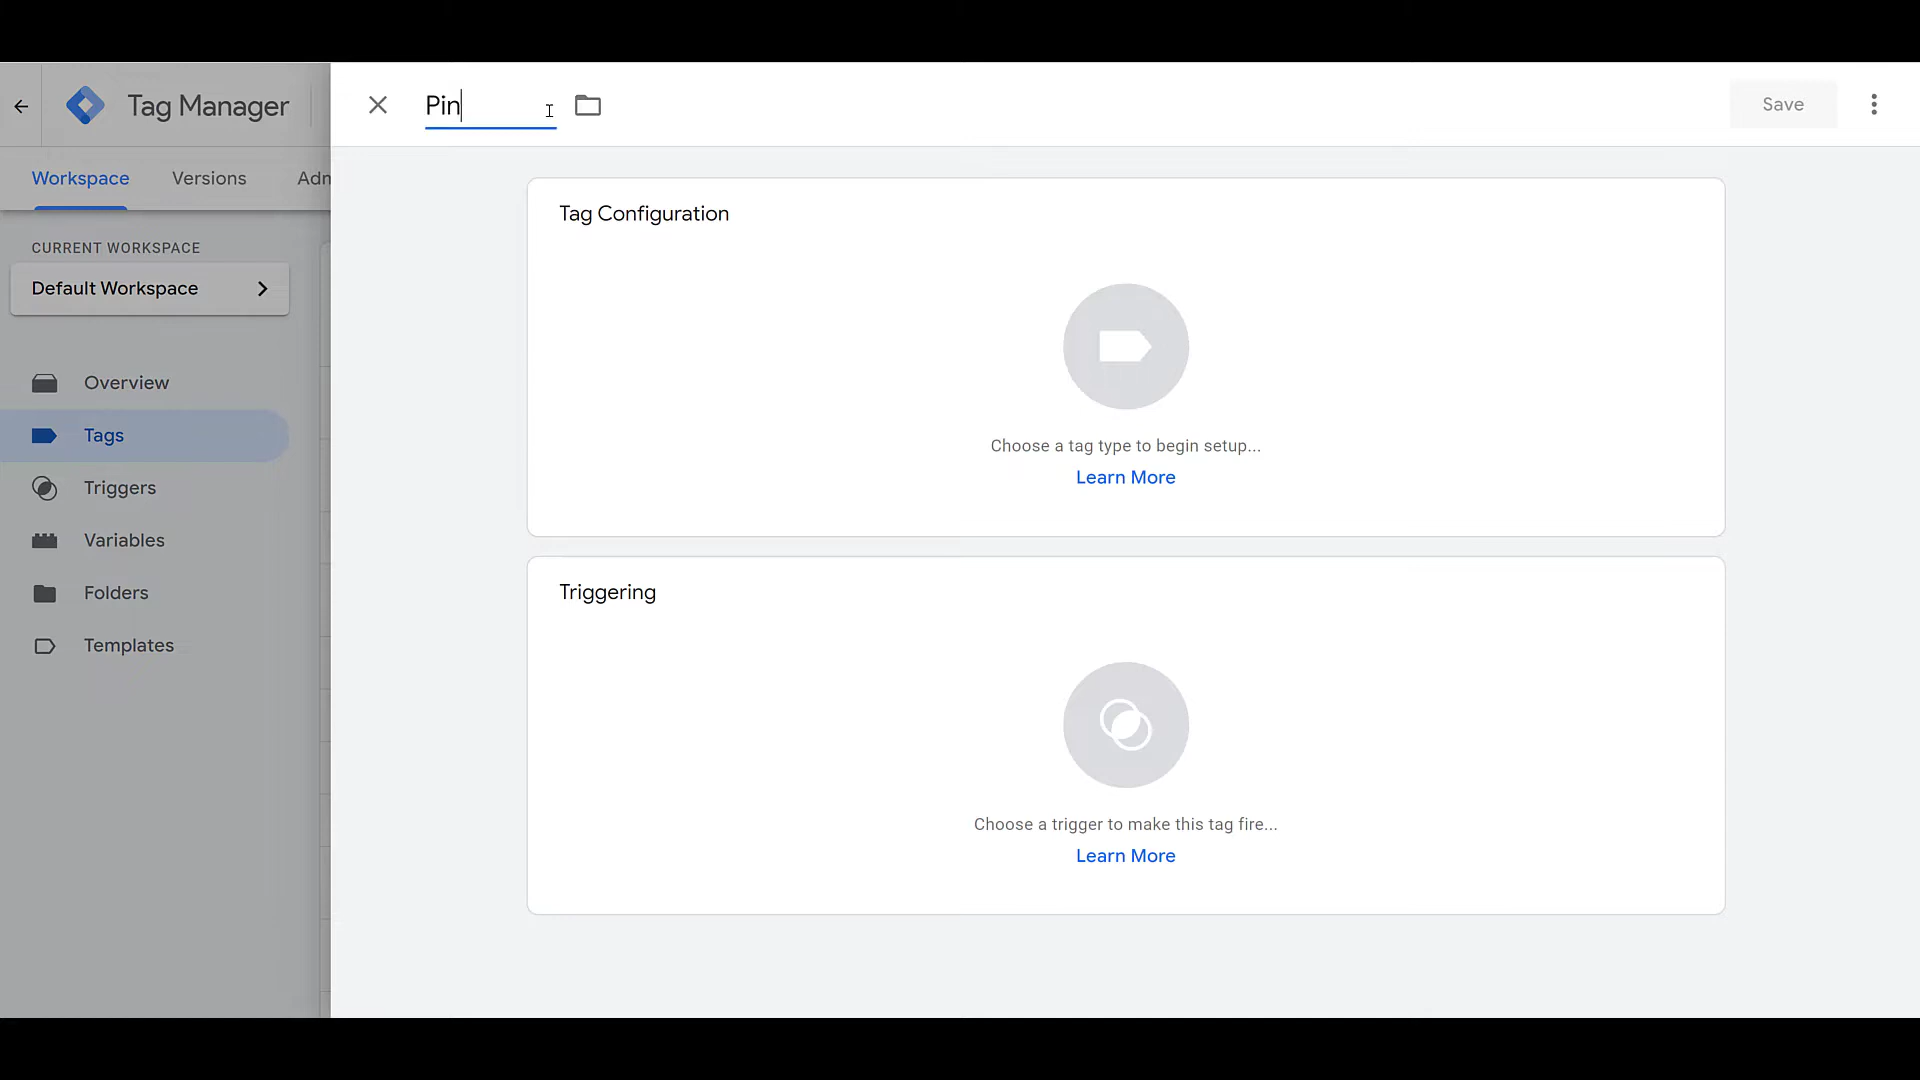 Tag Manager
Pin
Save
Workspace
Versions
Adm
CURRENT WORKSPACE
Default Workspace
Overview
Tags
Triggers
Variables
Folders
Templates
Tag Configuration
Choose a tag type to begin setup...
Learn More
Triggering
Choose a trigger to make this tag fire...
Learn More